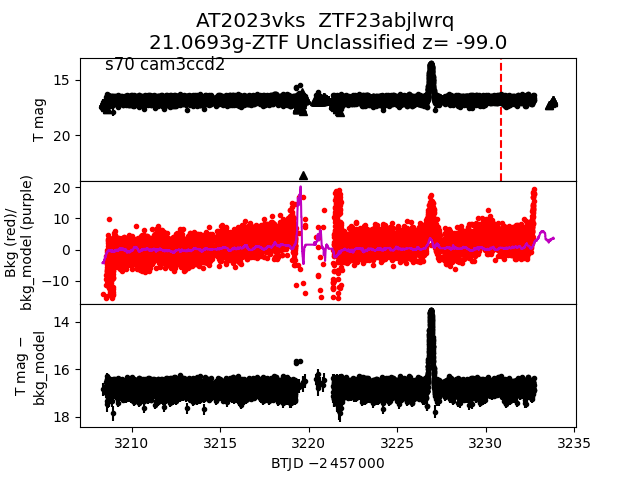 AT2023vks  ZTF23abjlwrq
21.0693g-ZTF Unclassified z= -99.0
s70 cam3ccd2
T mag
15
20
Bkg (red)/
bkg_model (purple)
20
10
0
−10
T mag −
bkg_model
14
16
18
3210
3215
3220
3225
3230
3235
BTJD −2 457 000